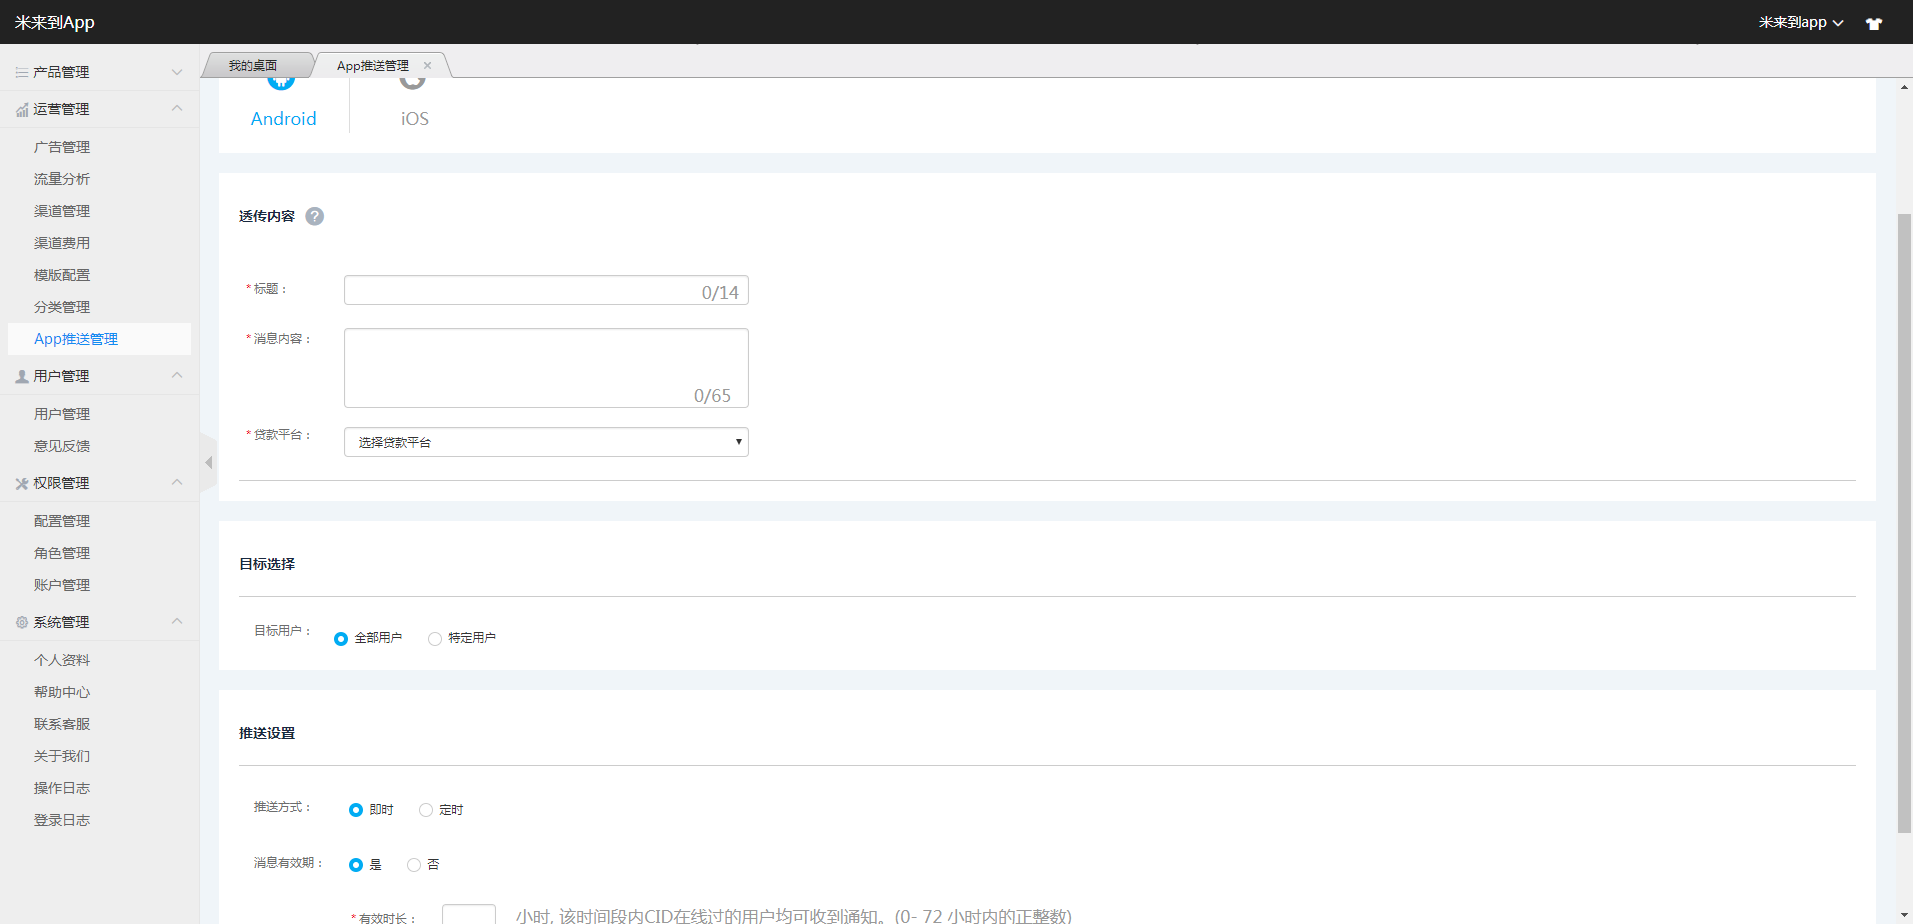 米来到App
米来到app
我的桌面
App推送管理
产品管理
运营管理
广告管理
流量分析
渠道管理
渠道费用
模版配置
分类管理
App推送管理
用户管理
用户管理
意见反馈
权限管理
配置管理
角色管理
账户管理
系统管理
个人资料
帮助中心
联系客服
关于我们
操作日志
登录日志
Android
iOS
透传内容 ?
*标题：
0/14
*消息内容：
0/65
*贷款平台：
选择贷款平台
目标选择
目标用户： 全部用户 特定用户
推送设置
推送方式： 即时 定时
消息有效期： 是 否
*有效时长： 小时, 该时间段内CID在线过的用户均可收到通知。(0- 72 小时内的正整数)